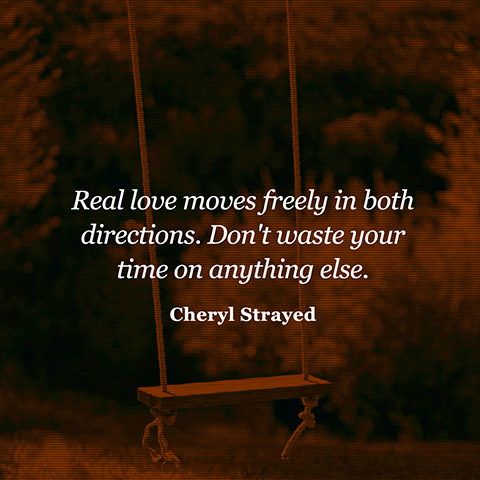 Real love moves freely in both
directions. Don't waste your
time on anything else.
Cheryl Strayed